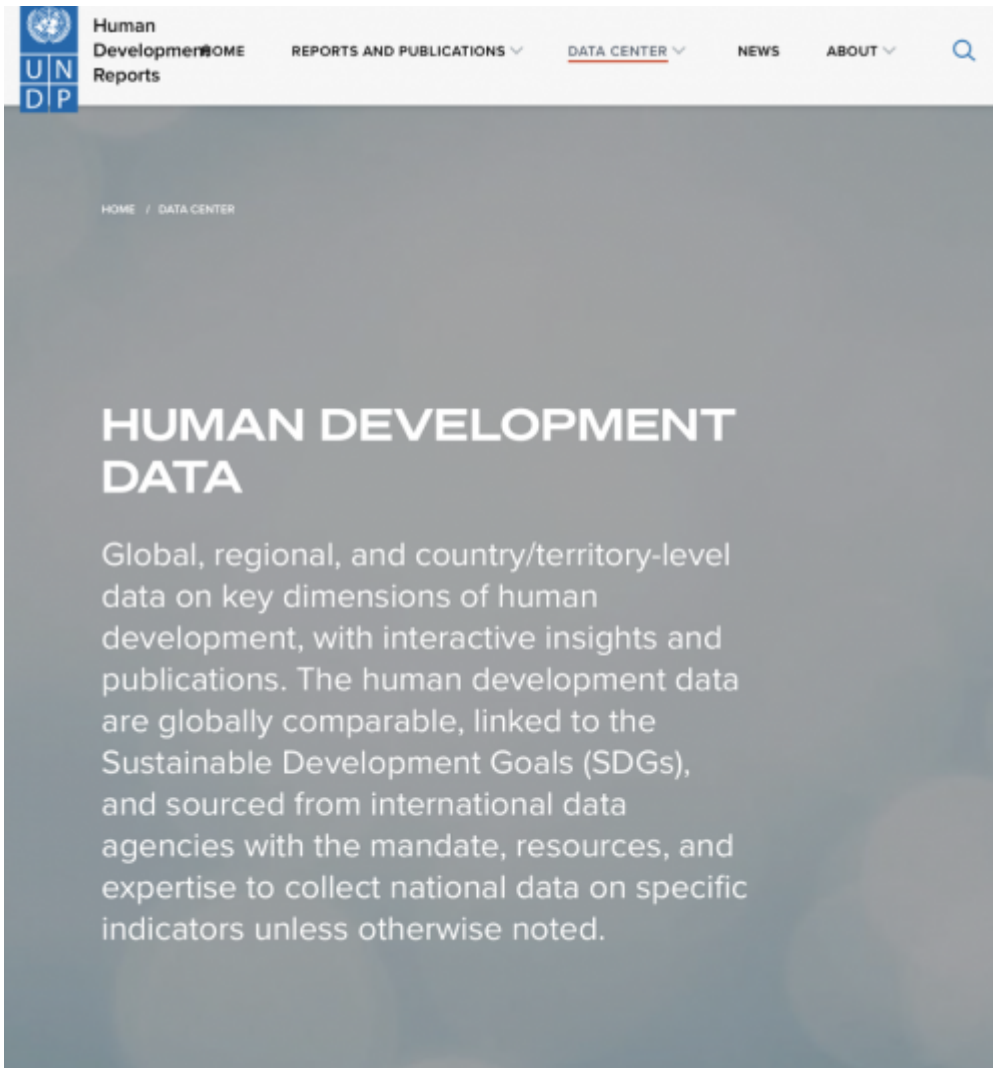 UN
DP
Human
Development
Reports
HOME
REPORTS AND PUBLICATIONS
DATA CENTER
NEWS
ABOUT
HOME / DATA CENTER
HUMAN DEVELOPMENT
DATA
Global, regional, and country/territory-level
data on key dimensions of human
development, with interactive insights and
publications. The human development data
are globally comparable, linked to the
Sustainable Development Goals (SDGs),
and sourced from international data
agencies with the mandate, resources, and
expertise to collect national data on specific
indicators unless otherwise noted.